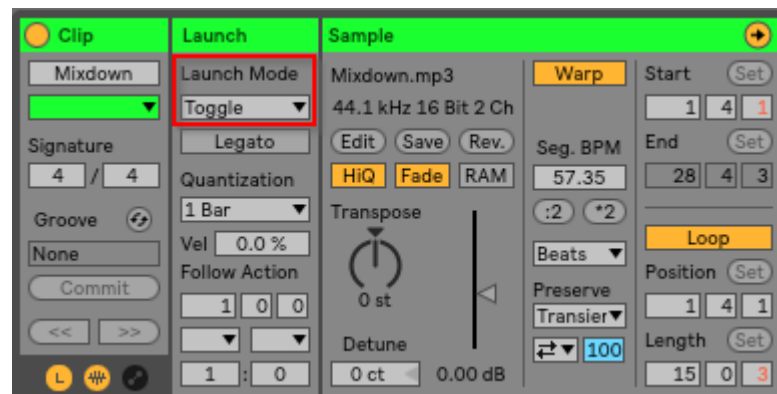 Clip
Mixdown
Signature
4 / 4
Groove
None
Commit
<< >>
L
Launch
Launch Mode
Toggle
Legato
Quantization
1 Bar
Vel 0.0 %
Follow Action
1 0 0
1 : 0
Sample
Mixdown.mp3
44.1 kHz 16 Bit 2 Ch
Edit Save Rev.
HiQ Fade RAM
Transpose
0 st
Detune
0 ct 0.00 dB
Warp
Seg. BPM
57.35
:2 *2
Beats
Preserve
Transier
100
Start Set
1 4 1
End Set
28 4 3
Loop
Position Set
1 4 1
Length Set
15 0 3